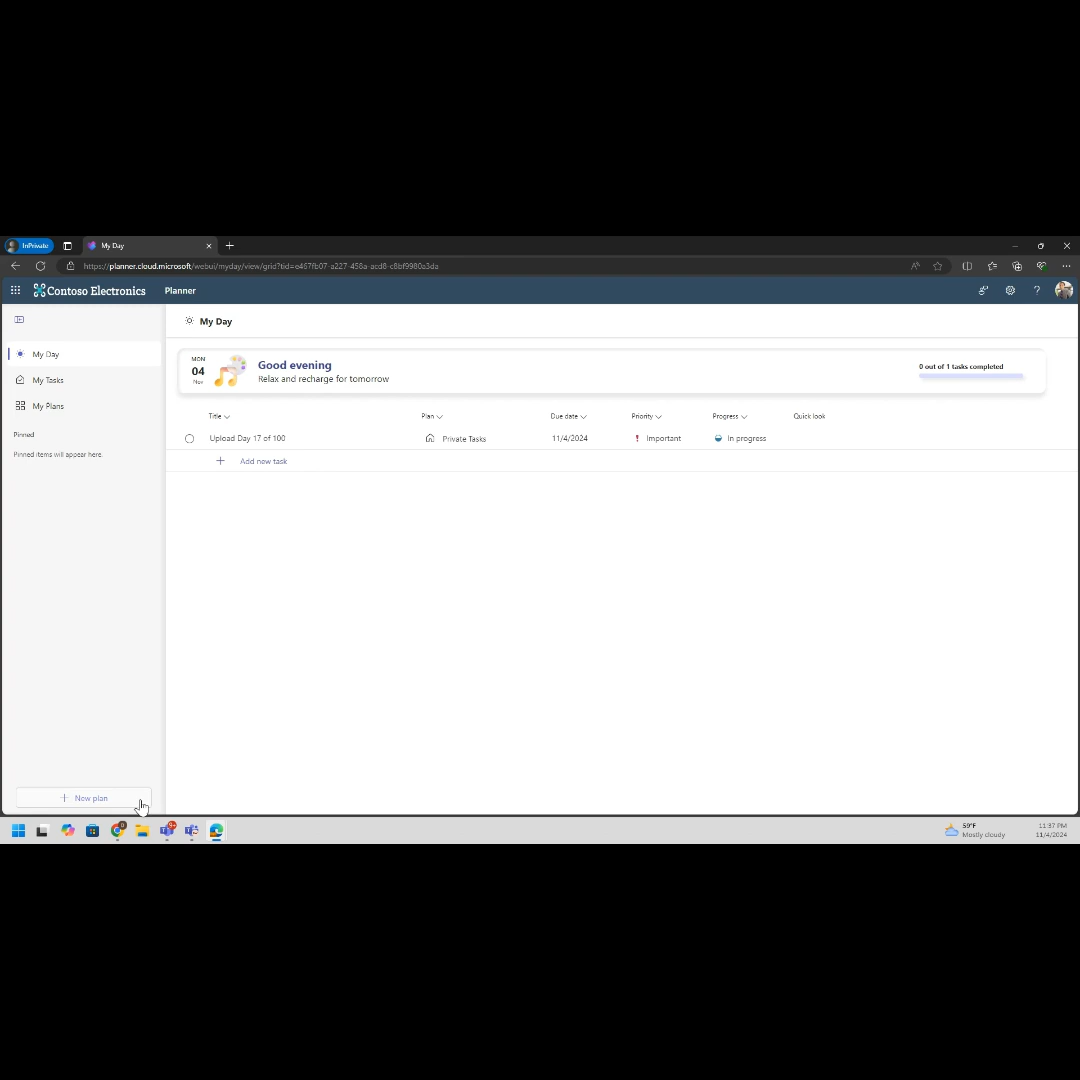 InPrivate
My Day
https://planner.cloud.microsoft/webui/myday/view/grid?tid=e467fb07-a227-458a-acd8-c8bf9980a3da
Contoso Electronics Planner
My Day
My Tasks
My Plans
Pinned
Pinned items will appear here.
New plan
My Day
MON
04
Nov
Good evening
Relax and recharge for tomorrow
0 out of 1 tasks completed
Title Plan Due date Priority Progress Quick look
Upload Day 17 of 100 Private Tasks 11/4/2024 Important In progress
Add new task
59°F
Mostly cloudy
11:37 PM
11/4/2024